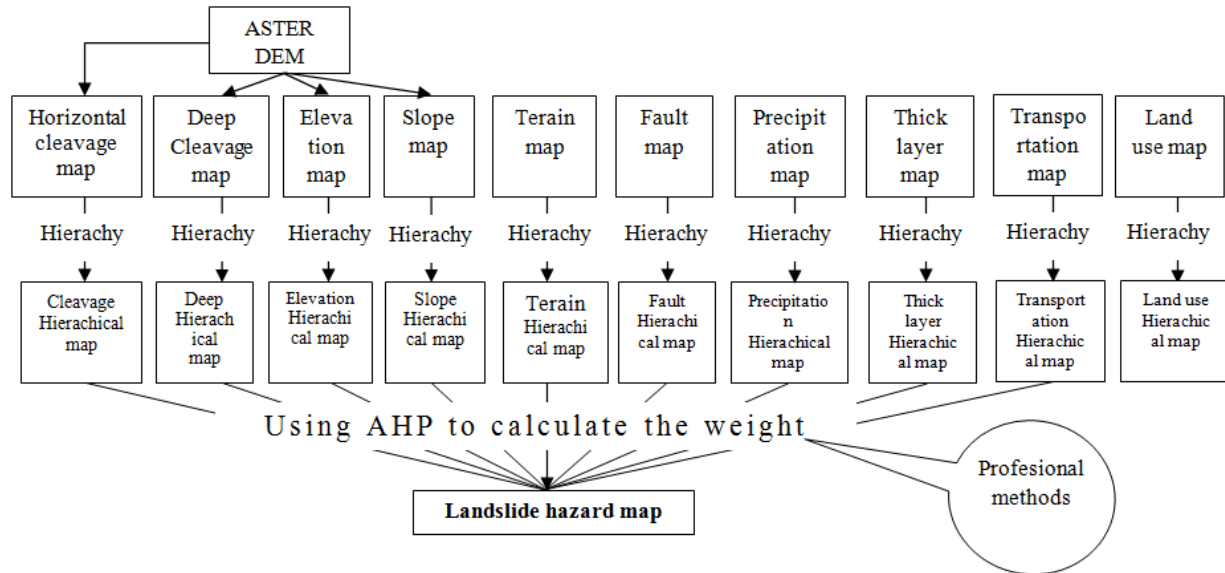 ASTER
DEM
Horizontal
cleavage
map
Deep
Cleavage
map
Eleva
tion
map
Slope
map
Terain
map
Fault
map
Precipit
ation
map
Thick
layer
map
Transpo
rtation
map
Land
use map
Hierachy
Hierachy
Hierachy
Hierachy
Hierachy
Hierachy
Hierachy
Hierachy
Hierachy
Hierachy
Cleavage
Hierachical
map
Deep
Hierach
ical
map
Elevation
Hierachi
cal map
Slope
Hierachi
cal map
Terain
Hierachi
cal map
Fault
Hierachi
cal map
Precipitatio
n
Hierachical
map
Thick
layer
Hierachic
al map
Transport
ation
Hierachic
al map
Land use
Hierachic
al map
Using AHP to calculate the weight
Profesional
methods
Landslide hazard map